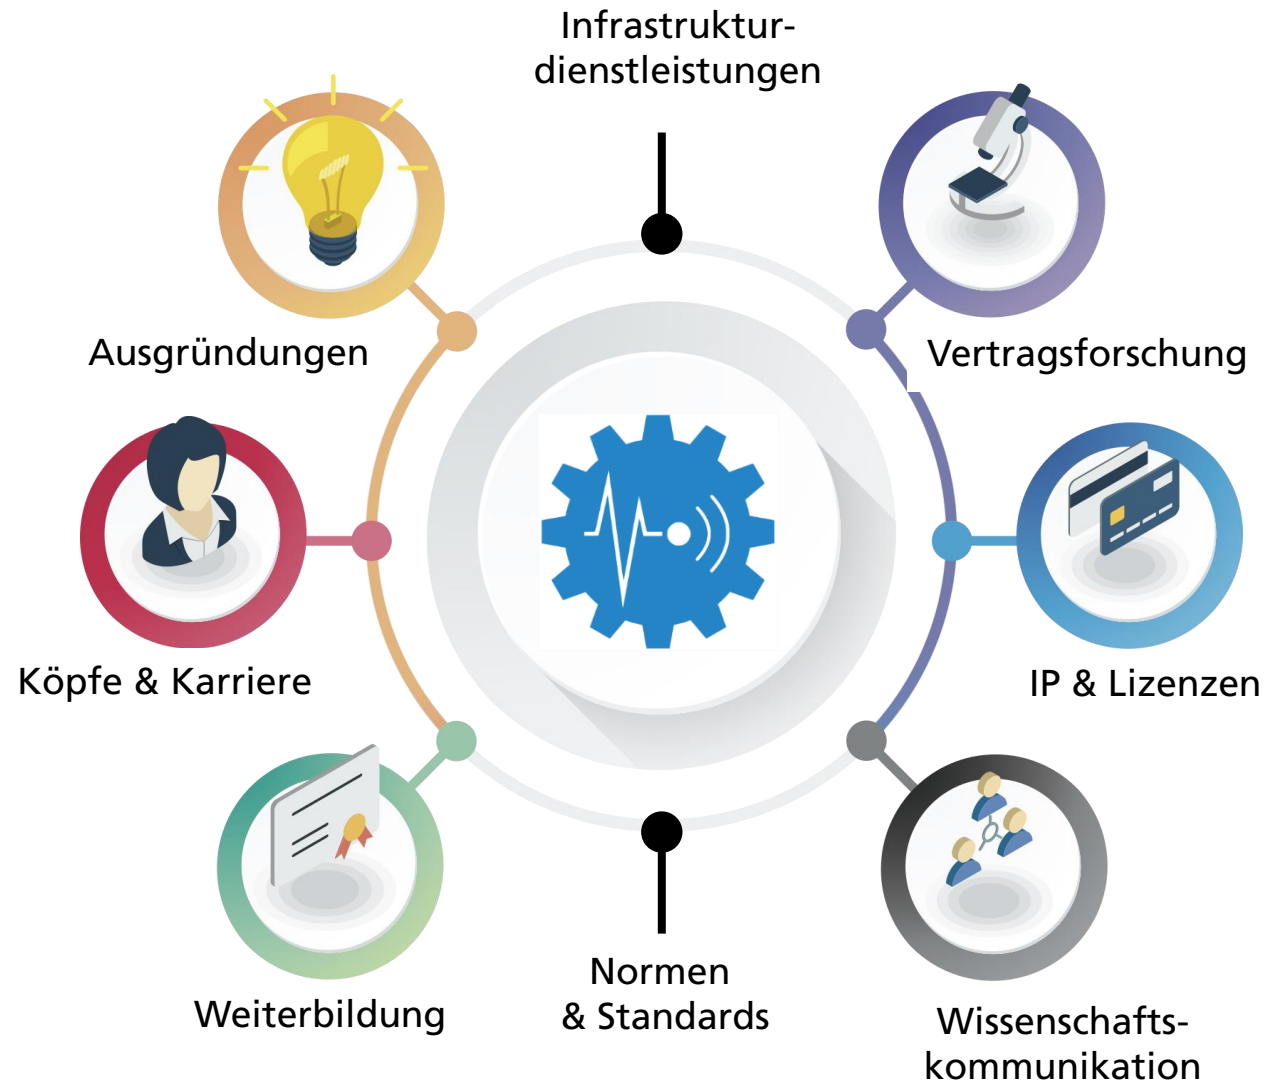 Infrastruktur-
dienstleistungen
Ausgründungen
Vertragsforschung
Köpfe & Karriere
IP & Lizenzen
Weiterbildung
Normen
& Standards
Wissenschafts-
kommunikation